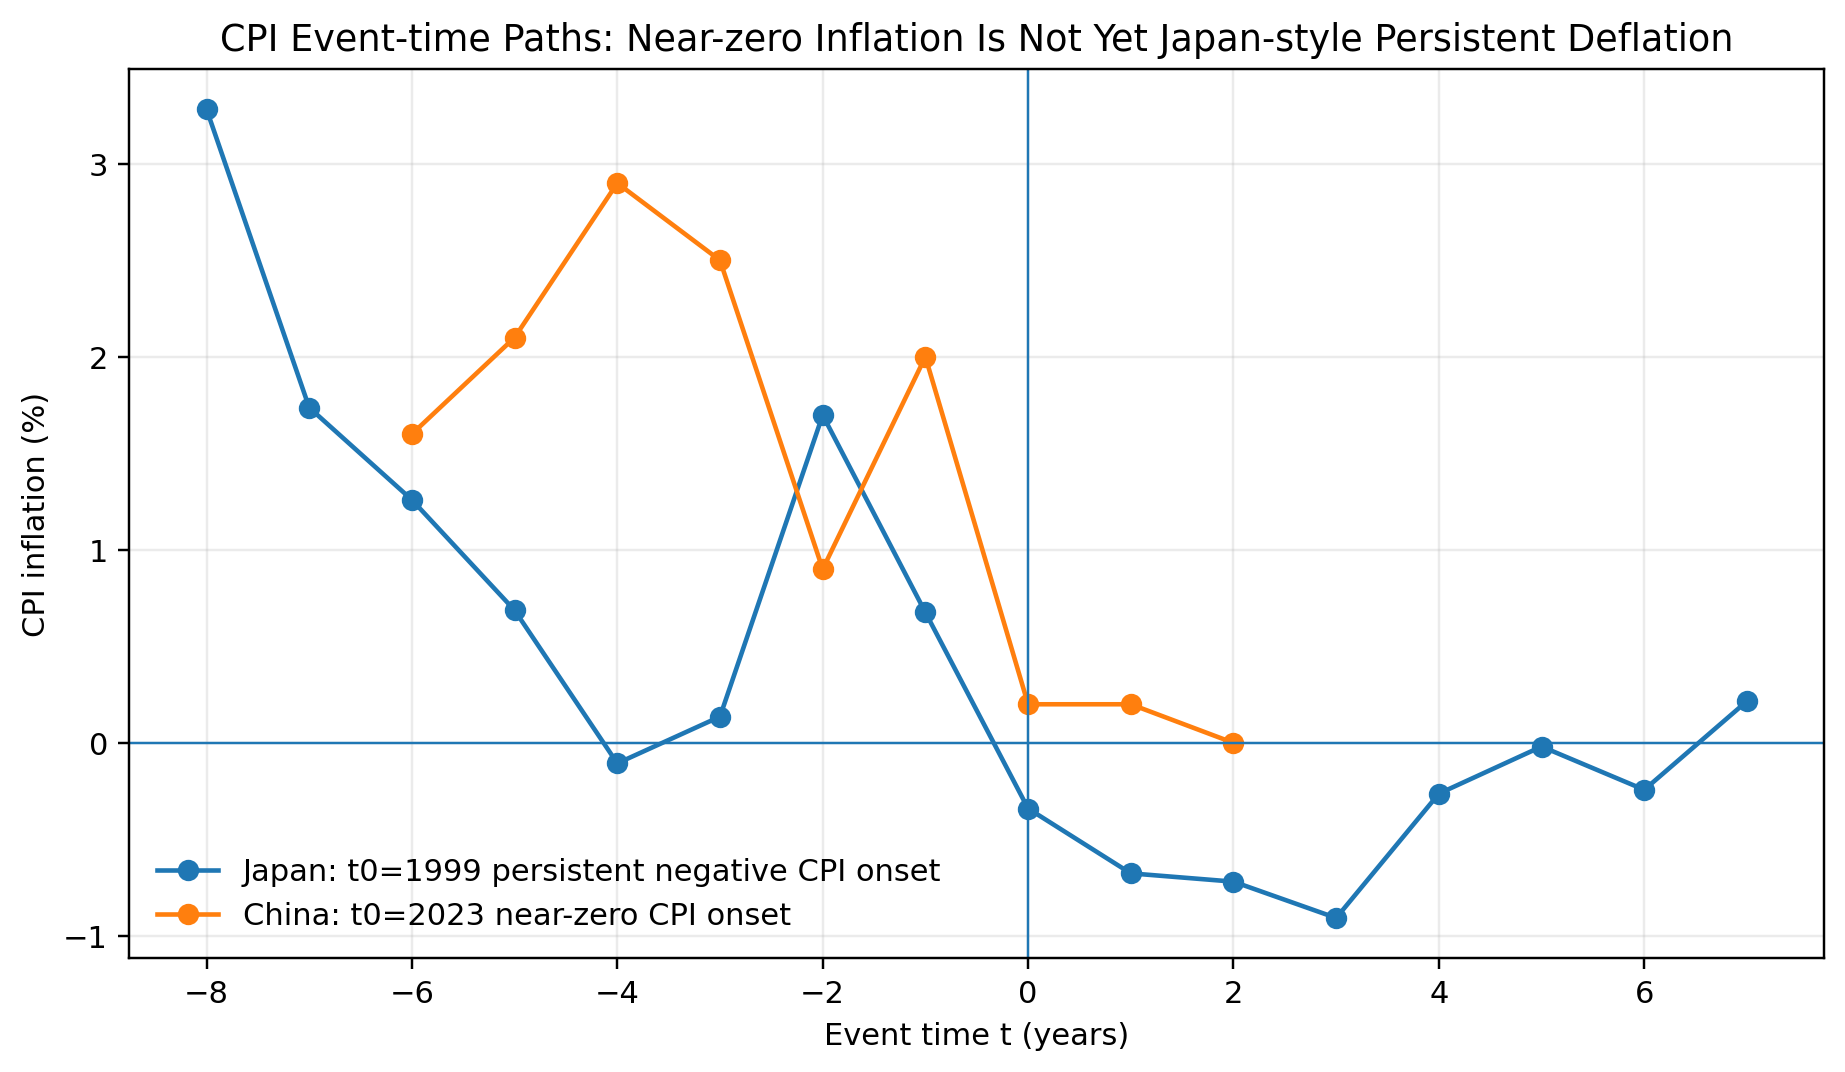 CPI Event-time Paths: Near-zero Inflation Is Not Yet Japan-style Persistent Deflation
CPI inflation (%)
3
2
1
0
−1
Japan: t0=1999 persistent negative CPI onset
China: t0=2023 near-zero CPI onset
−8 −6 −4 −2 0 2 4 6
Event time t (years)